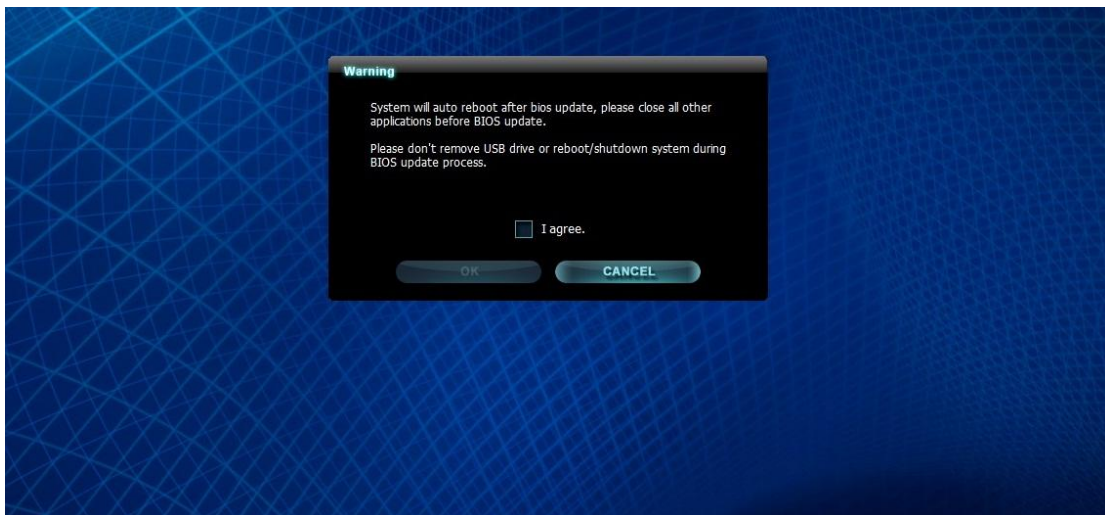 Warning
System will auto reboot after bios update, please close all other
applications before BIOS update.
Please don't remove USB drive or reboot/shutdown system during
BIOS update process.
I agree.
OK
CANCEL